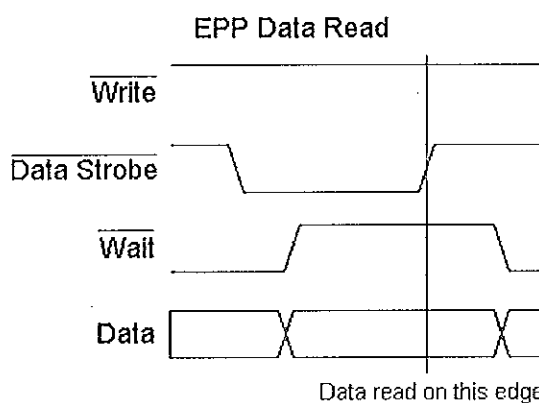 EPP Data Read
Write
Data Strobe
Wait
Data
Data read on this edge